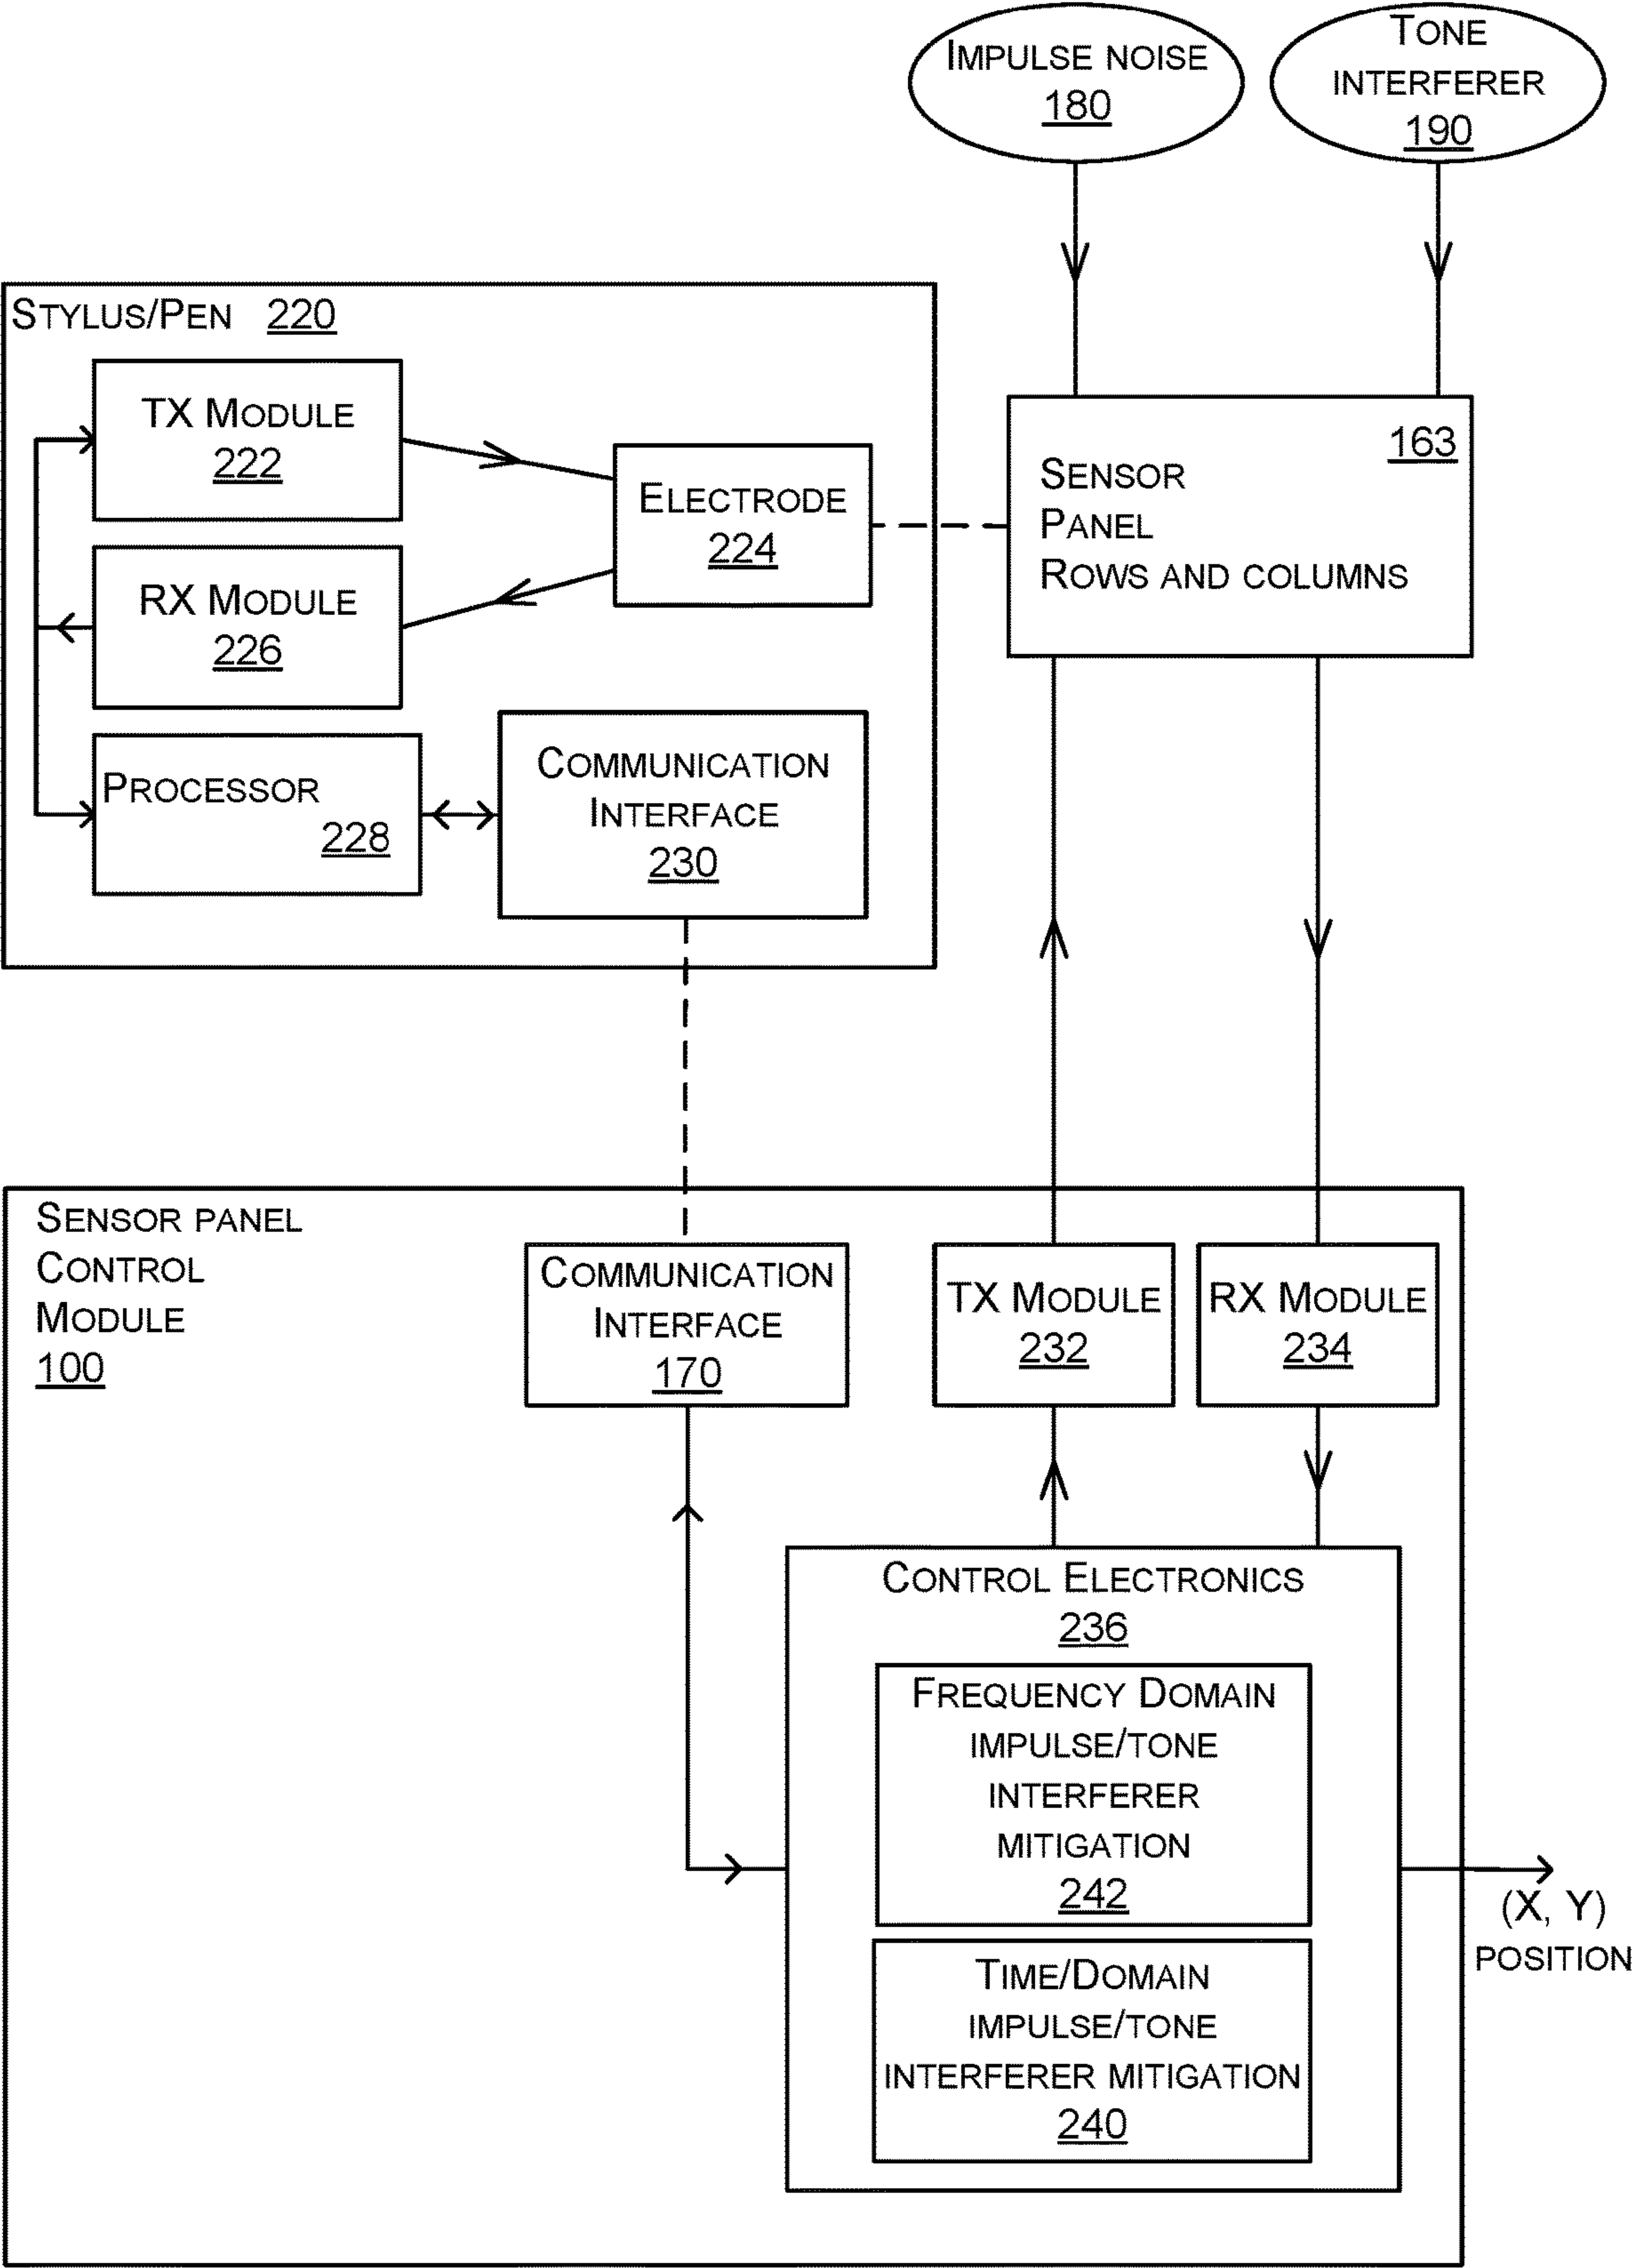 IMPULSE NOISE
180
TONE
INTERFERER
190
STYLUS/PEN 220
TX MODULE
222
ELECTRODE
224
RX MODULE
226
PROCESSOR
228
COMMUNICATION
INTERFACE
230
163
SENSOR
PANEL
ROWS AND COLUMNS
SENSOR PANEL
CONTROL
MODULE
100
COMMUNICATION
INTERFACE
170
TX MODULE
232
RX MODULE
234
CONTROL ELECTRONICS
236
FREQUENCY DOMAIN
IMPULSE/TONE
INTERFERER
MITIGATION
242
TIME/DOMAIN
IMPULSE/TONE
INTERFERER MITIGATION
240
(X, Y)
POSITION